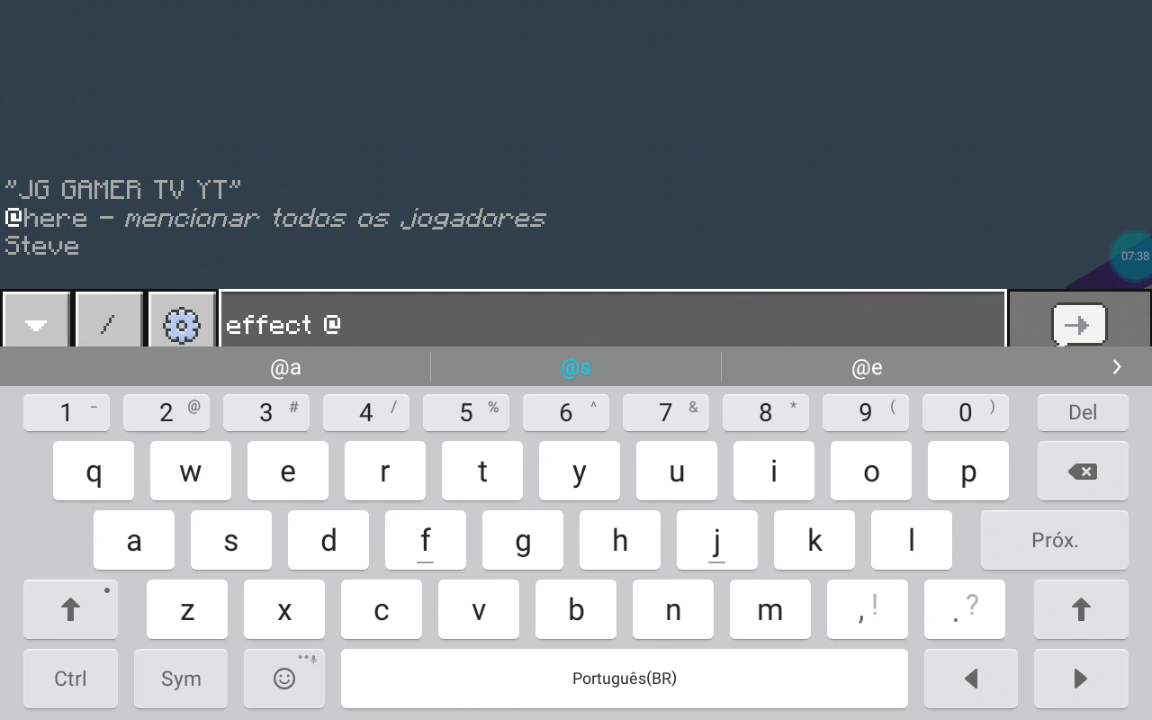 "JG GAMER TV YT"
@here - mencionar todos os jogadores
Steve
07:38
/ effect @
@a @s @e >
1 - 2 @ 3 # 4 / 5 % 6 ^ 7 & 8 * 9 ( 0 ) Del
q w e r t y u i o p
a s d f g h j k l Próx.
z x c v b n m , ! . ?
Ctrl Sym Português(BR)